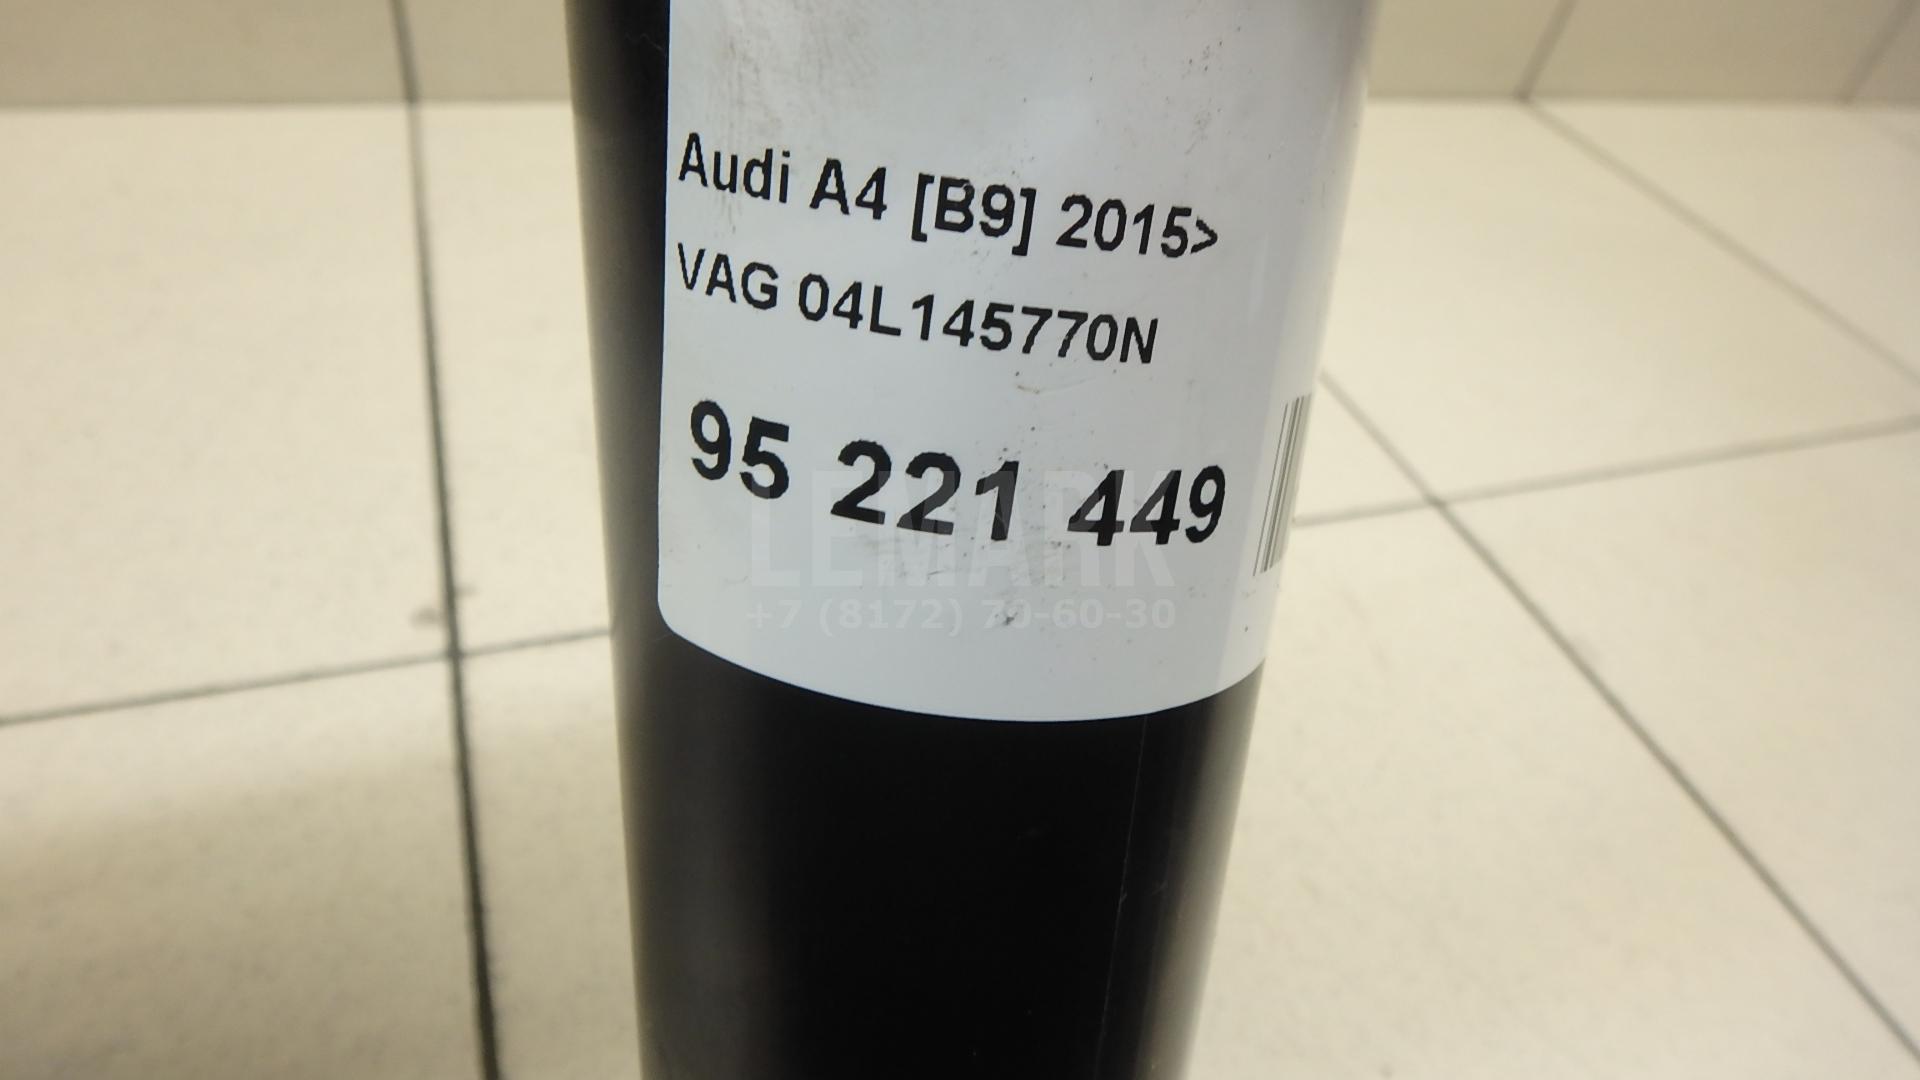 Audi A4 [B9] 2015>
VAG 04L145770N
95 221 449
LEMARK
+7 (8172) 70-60-30